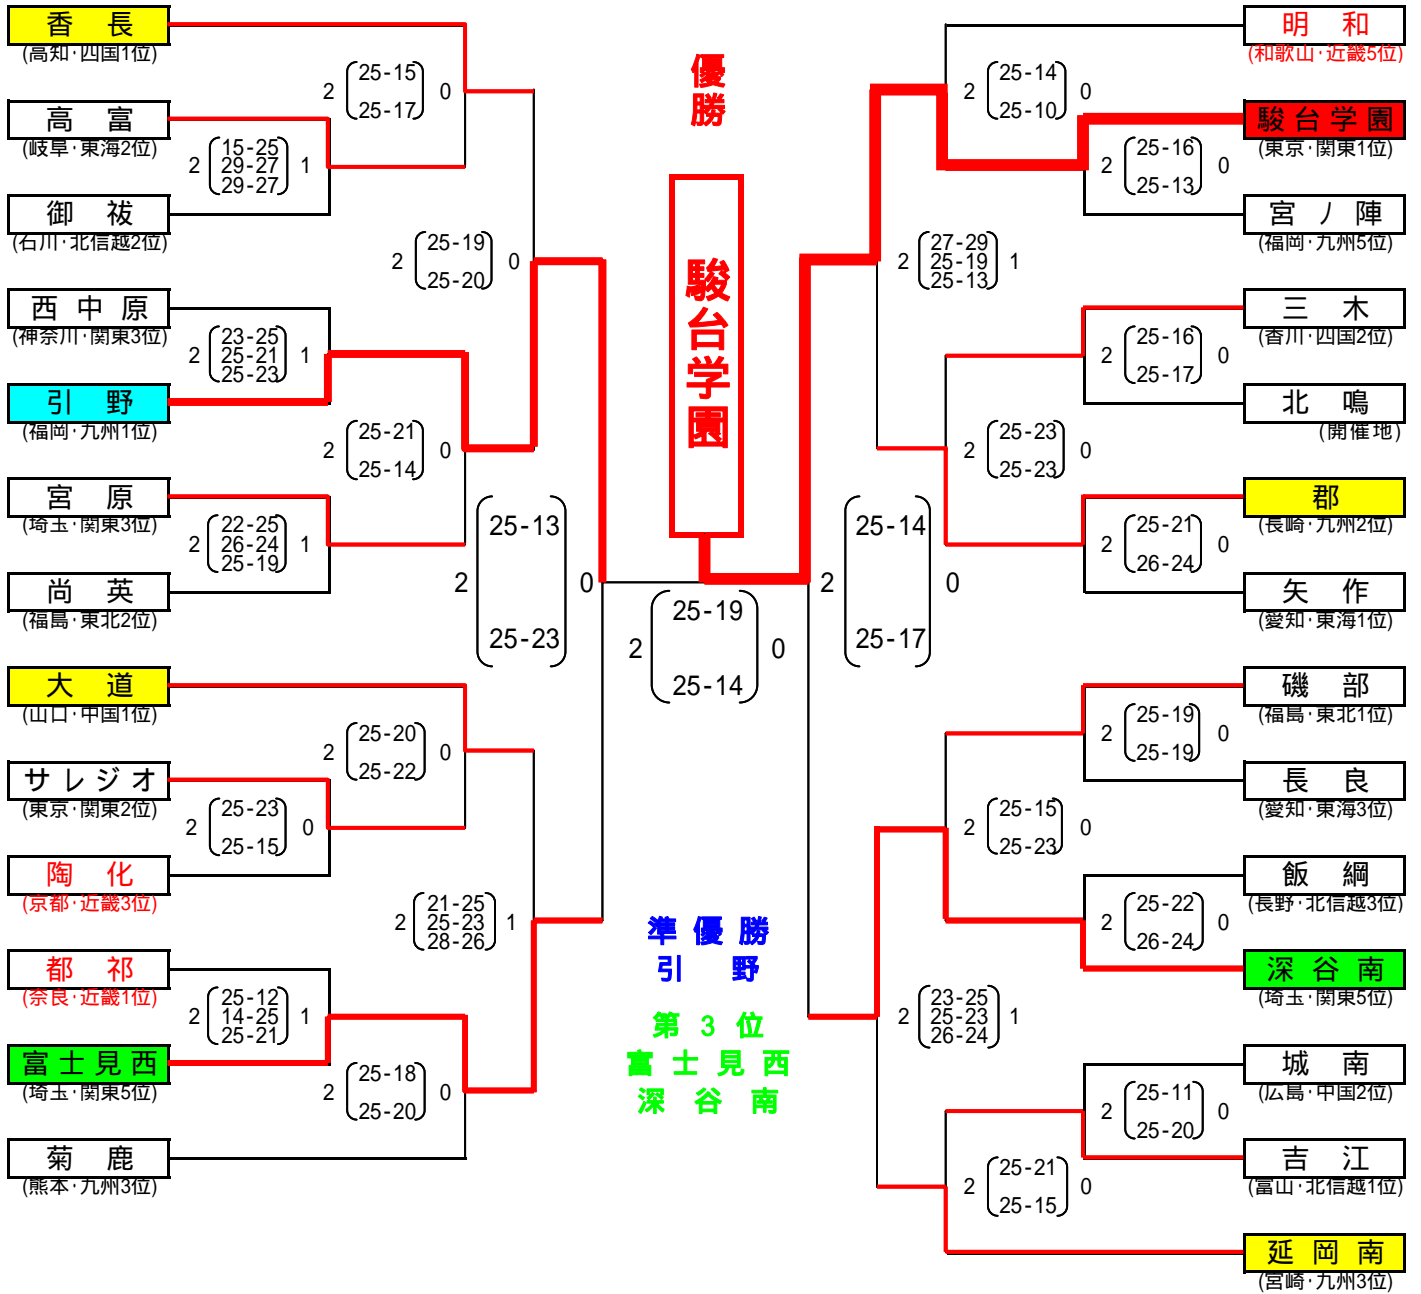 香長
(高知・四国1位)
高富
(岐阜・東海2位)
御祓
(石川・北信越2位)
西中原
(神奈川・関東3位)
引野
(福岡・九州1位)
宮原
(埼玉・関東3位)
尚英
(福島・東北2位)
大道
(山口・中国1位)
サレジオ
(東京・関東2位)
陶化
(京都・近畿3位)
都祁
(奈良・近畿1位)
富士見西
(埼玉・関東5位)
菊鹿
(熊本・九州3位)
2 25-15 0
25-17
2 15-25 1
29-27
29-27
2 25-19 0
25-20
2 23-25 1
25-21
25-23
2 25-21 0
25-14
2 22-25 1
26-24
25-19
2 25-13 0
25-23
2 25-20 0
25-22
2 25-23 0
25-15
2 21-25 1
25-23
28-26
2 25-12 1
14-25
25-21
2 25-18 0
25-20
優勝
駿台学園
2 25-19 0
25-14
準優勝
引野
第3位
富士見西
深谷南
2 25-14 0
25-10
2 25-16 0
25-13
2 27-29 1
25-19
25-13
2 25-16 0
25-17
2 25-23 0
25-23
2 25-21 0
26-24
2 25-14 0
25-17
2 25-19 0
25-19
2 25-15 0
25-23
2 25-22 0
26-24
2 23-25 1
25-23
26-24
2 25-11 0
25-20
2 25-21 0
25-15
明和
(和歌山・近畿5位)
駿台学園
(東京・関東1位)
宮ノ陣
(福岡・九州5位)
三木
(香川・四国2位)
北鳴
(開催地)
郡
(長崎・九州2位)
矢作
(愛知・東海1位)
磯部
(福島・東北1位)
長良
(愛知・東海3位)
飯綱
(長野・北信越3位)
深谷南
(埼玉・関東5位)
城南
(広島・中国2位)
吉江
(富山・北信越1位)
延岡南
(宮崎・九州3位)